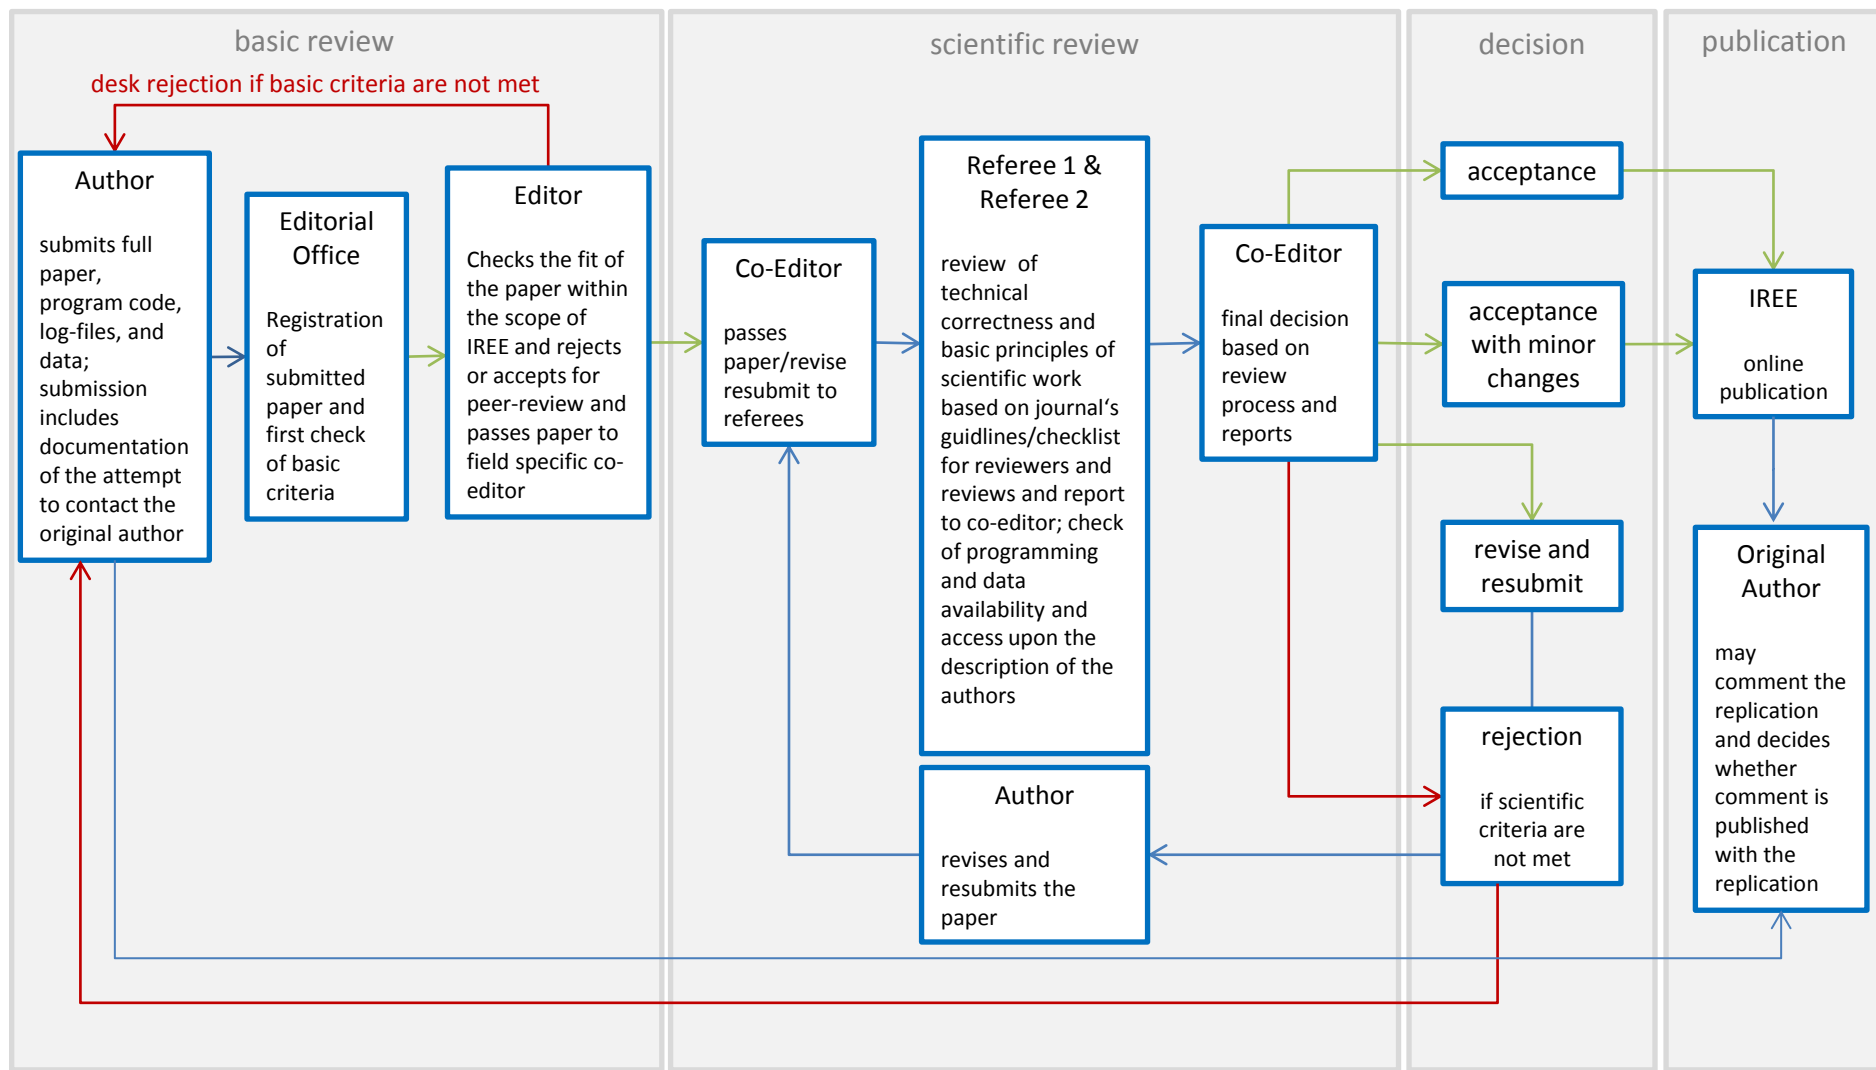 basic review
desk rejection if basic criteria are not met
Author
submits full
paper,
program code,
log-files, and
data;
submission
includes
documentation
of the attempt
to contact the
original author
Editorial
Office
Registration
of
submitted
paper and
first check
of basic
criteria
Editor
Checks the fit of
the paper within
the scope of
IREE and rejects
or accepts for
peer-review and
passes paper to
field specific co-
editor
scientific review
Co-Editor
passes
paper/revise
resubmit to
referees
Referee 1 &
Referee 2
review of
technical
correctness and
basic principles of
scientific work
based on journal‘s
guidlines/checklist
for reviewers and
reviews and report
to co-editor; check
of programming
and data
availability and
access upon the
description of the
authors
Author
revises and
resubmits the
paper
Co-Editor
final decision
based on
review
process and
reports
decision
acceptance
acceptance
with minor
changes
revise and
resubmit
rejection
if scientific
criteria are
not met
publication
IREE
online
publication
Original
Author
may
comment the
replication
and decides
whether
comment is
published
with the
replication